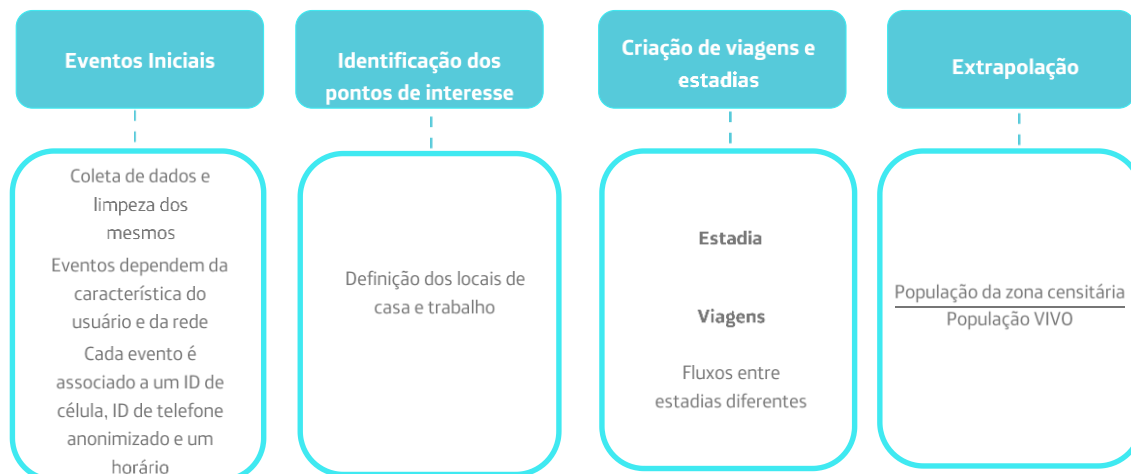 Eventos Iniciais
Coleta de dados e
limpeza dos
mesmos
Eventos dependem da
característica do
usuário e da rede
Cada evento é
associado a um ID de
célula, ID de telefone
anonimizado e um
horário
Identificação dos
pontos de interesse
Definição dos locais de
casa e trabalho
Criação de viagens e
estadias
Estadia
Viagens
Fluxos entre
estadias diferentes
Extrapolação
População da zona censitária
População VIVO